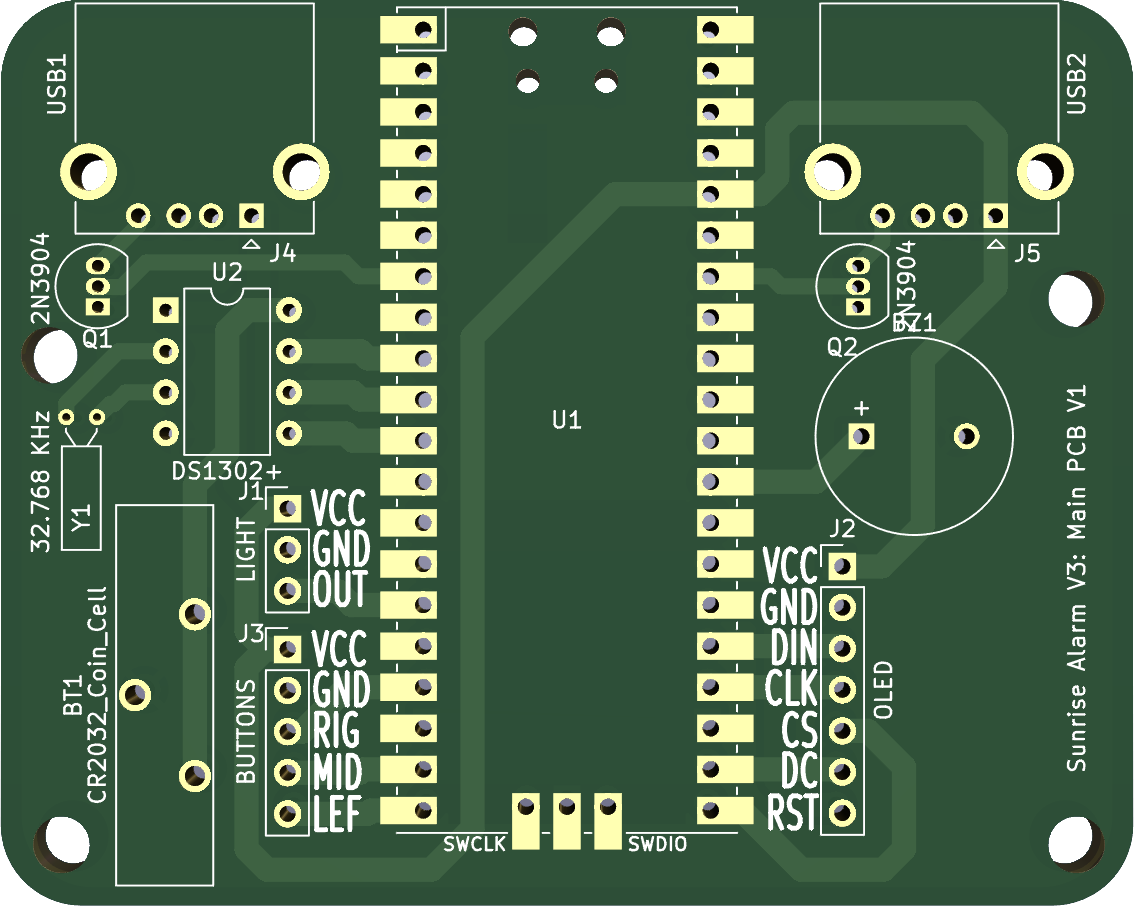 USB1
USB2
2N3904
J4
U2
Q1
2N3904
J5
BZ1
Q2
32.768 KHz
Y1
DS1302+
U1
+
J1
LIGHT
VCC
GND
OUT
J2
VCC
GND
DIN
CLK
CS
DC
RST
OLED
J3
BUTTONS
VCC
GND
RIG
MID
LEF
BT1
CR2032_Coin_Cell
SWCLK
SWDIO
Sunrise Alarm V3: Main PCB V1